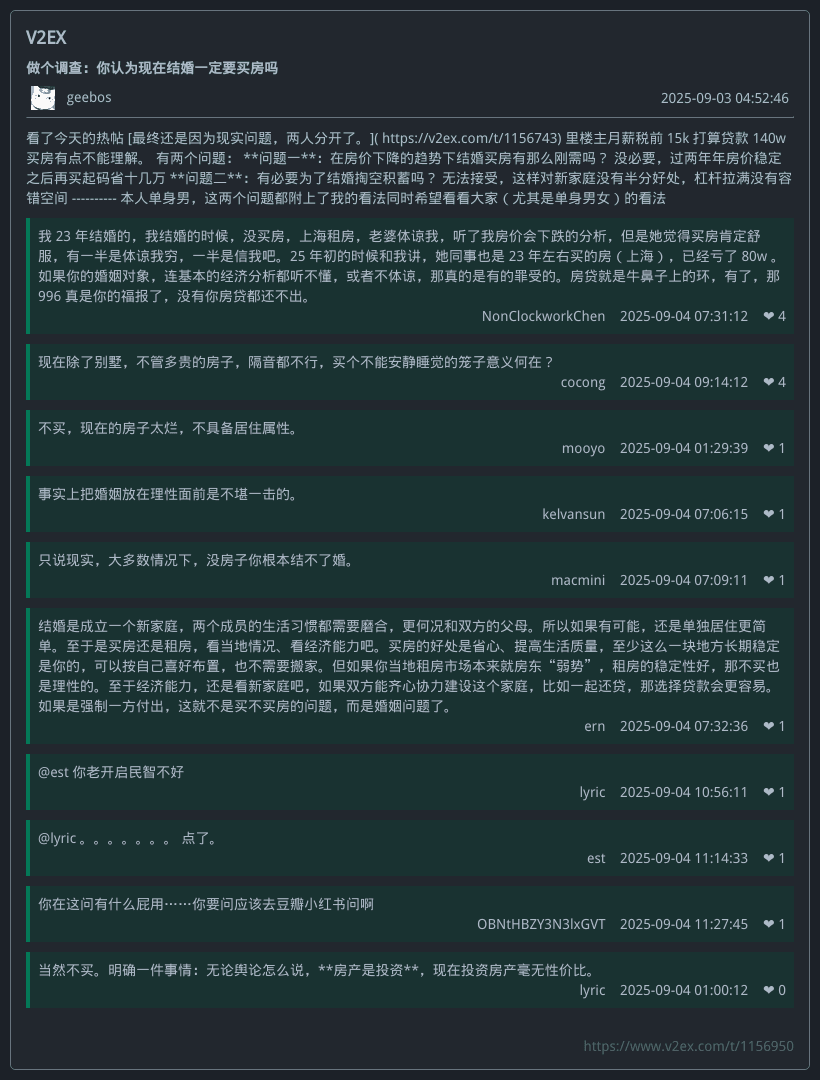 V2EX
做个调查：你认为现在结婚一定要买房吗
geebos 2025-09-03 04:52:46
看了今天的热帖 [最终还是因为现实问题，两人分开了。]( https://v2ex.com/t/1156743) 里楼主月薪税前 15k 打算贷款 140w
买房有点不能理解。 有两个问题： **问题一**：在房价下降的趋势下结婚买房有那么刚需吗？ 没必要，过两年年房价稳定
之后再买起码省十几万 **问题二**：有必要为了结婚掏空积蓄吗？ 无法接受，这样对新家庭没有半分好处，杠杆拉满没有容
错空间 ---------- 本人单身男，这两个问题都附上了我的看法同时希望看看大家（尤其是单身男女）的看法
我 23 年结婚的，我结婚的时候，没买房，上海租房，老婆体谅我，听了我房价会下跌的分析，但是她觉得买房肯定舒
服，有一半是体谅我穷，一半是信我吧。25 年初的时候和我讲，她同事也是 23 年左右买的房（上海），已经亏了 80w 。
如果你的婚姻对象，连基本的经济分析都听不懂，或者不体谅，那真的是有的罪受的。房贷就是牛鼻子上的环，有了，那
996 真是你的福报了，没有你房贷都还不出。
NonClockworkChen 2025-09-04 07:31:12 ❤ 4
现在除了别墅，不管多贵的房子，隔音都不行，买个不能安静睡觉的笼子意义何在？
cocong 2025-09-04 09:14:12 ❤ 4
不买，现在的房子太烂，不具备居住属性。
mooyo 2025-09-04 01:29:39 ❤ 1
事实上把婚姻放在理性面前是不堪一击的。
kelvansun 2025-09-04 07:06:15 ❤ 1
只说现实，大多数情况下，没房子你根本结不了婚。
macmini 2025-09-04 07:09:11 ❤ 1
结婚是成立一个新家庭，两个成员的生活习惯都需要磨合，更何况和双方的父母。所以如果有可能，还是单独居住更简
单。至于是买房还是租房，看当地情况、看经济能力吧。买房的好处是省心、提高生活质量，至少这么一块地方长期稳定
是你的，可以按自己喜好布置，也不需要搬家。但如果你当地租房市场本来就房东“弱势”，租房的稳定性好，那不买也
是理性的。至于经济能力，还是看新家庭吧，如果双方能齐心协力建设这个家庭，比如一起还贷，那选择贷款会更容易。
如果是强制一方付出，这就不是买不买房的问题，而是婚姻问题了。
ern 2025-09-04 07:32:36 ❤ 1
@est 你老开启民智不好
lyric 2025-09-04 10:56:11 ❤ 1
@lyric 。。。。。。。 点了。
est 2025-09-04 11:14:33 ❤ 1
你在这问有什么屁用……你要问应该去豆瓣小红书问啊
OBNtHBZY3N3lxGVT 2025-09-04 11:27:45 ❤ 1
当然不买。明确一件事情：无论舆论怎么说，**房产是投资**，现在投资房产毫无性价比。
lyric 2025-09-04 01:00:12 ❤ 0
https://www.v2ex.com/t/1156950